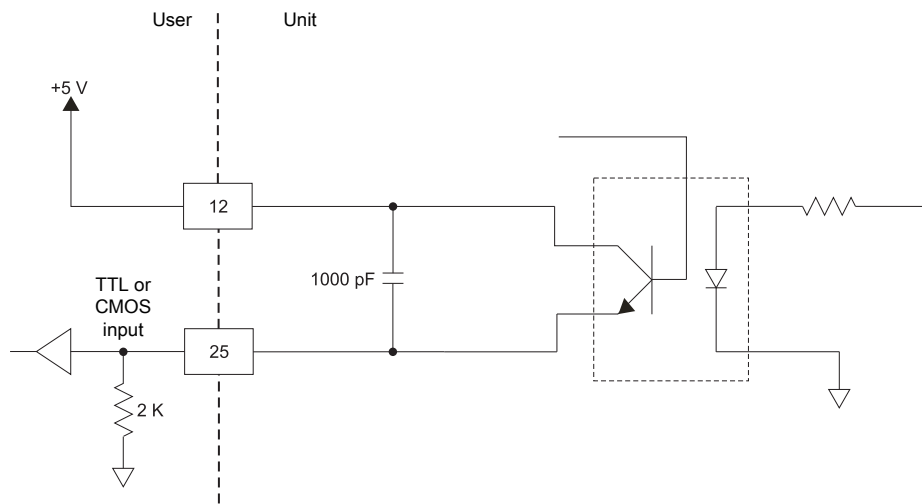 User
Unit
+5 V
12
1000 pF
TTL or
CMOS
input
25
2 K